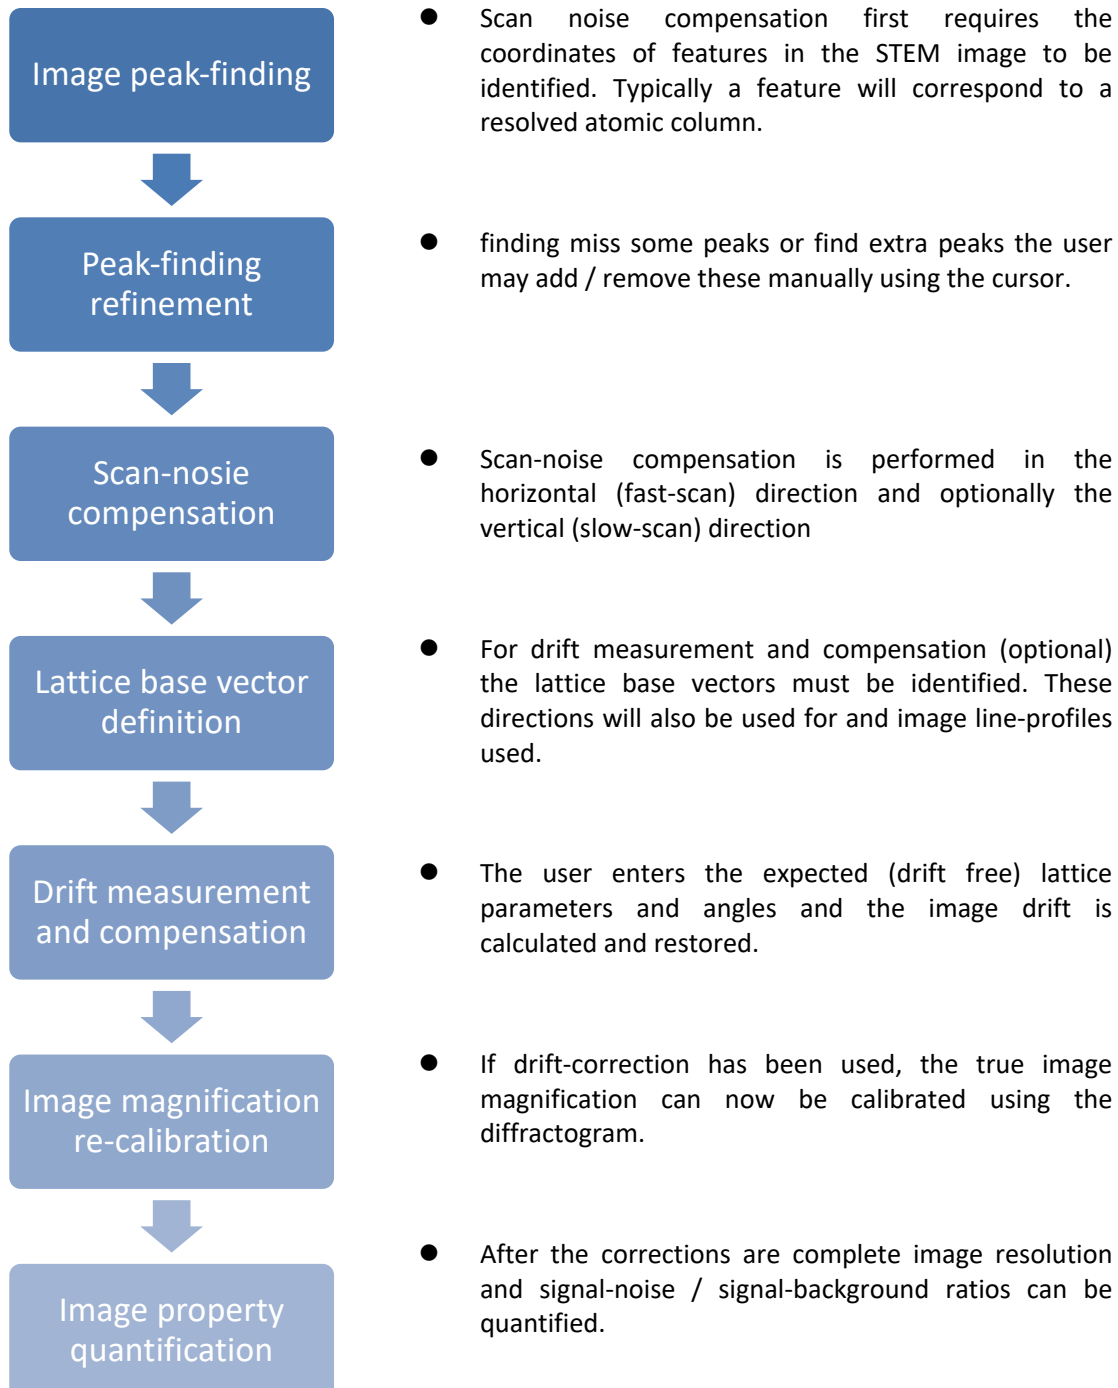 Image peak-finding
● Scan noise compensation first requires the
coordinates of features in the STEM image to be
identified. Typically a feature will correspond to a
resolved atomic column.
Peak-finding
refinement
● finding miss some peaks or find extra peaks the user
may add / remove these manually using the cursor.
Scan-nosie
compensation
● Scan-noise compensation is performed in the
horizontal (fast-scan) direction and optionally the
vertical (slow-scan) direction
Lattice base vector
definition
● For drift measurement and compensation (optional)
the lattice base vectors must be identified. These
directions will also be used for and image line-profiles
used.
Drift measurement
and compensation
● The user enters the expected (drift free) lattice
parameters and angles and the image drift is
calculated and restored.
Image magnification
re-calibration
● If drift-correction has been used, the true image
magnification can now be calibrated using the
diffractogram.
Image property
quantification
● After the corrections are complete image resolution
and signal-noise / signal-background ratios can be
quantified.